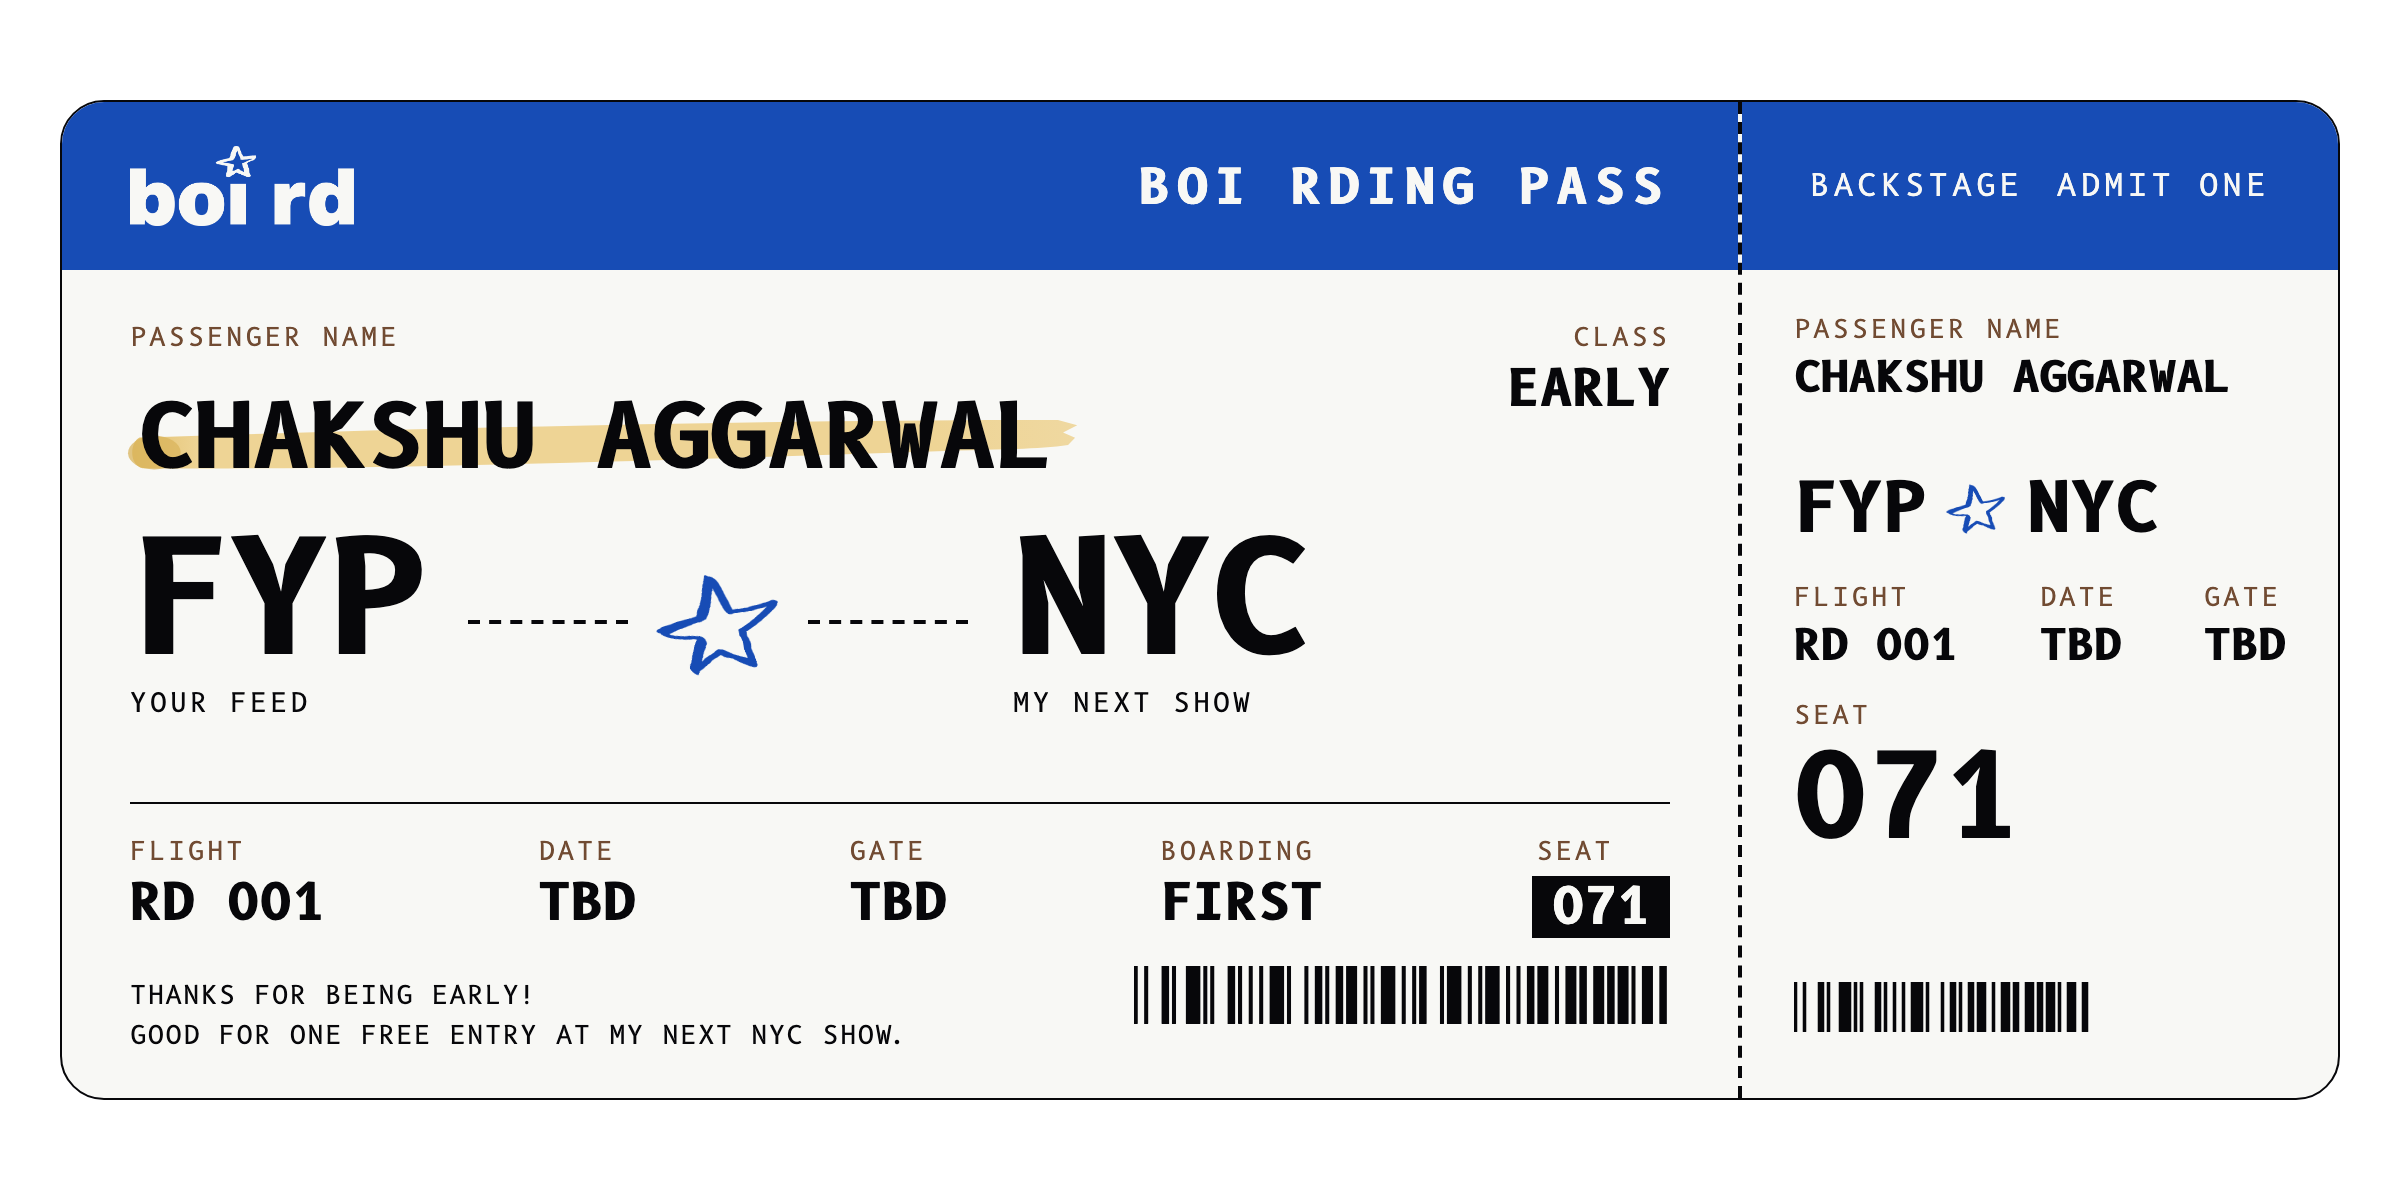 boi rd
BOI RDING PASS
PASSENGER NAME
CHAKSHU AGGARWAL
CLASS
EARLY
FYP
NYC
YOUR FEED
MY NEXT SHOW
FLIGHT
RD 001
DATE
TBD
GATE
TBD
BOARDING
FIRST
SEAT
071
THANKS FOR BEING EARLY!
GOOD FOR ONE FREE ENTRY AT MY NEXT NYC SHOW.
BACKSTAGE ADMIT ONE
PASSENGER NAME
CHAKSHU AGGARWAL
FYP NYC
FLIGHT DATE GATE
RD 001 TBD TBD
SEAT
071